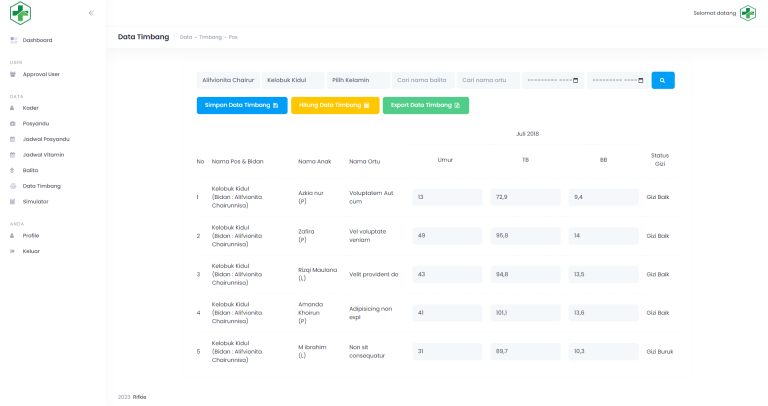 Selamat datang
Dashboard
USER
Approval User
DATA
Kader
Posyandu
Jadwal Posyandu
Jadwal Vitamin
Balita
Data Timbang
Simulator
ANDA
Profile
Keluar
Data Timbang
Data - Timbang - Pos
Alifvionita Chairun Kelobuk Kidul Pilih Kelamin Cari nama balita Cari nama ortu
Simpan Data Timbang Hitung Data Timbang Export Data Timbang
Juli 2018
No Nama Pos & Bidan Nama Anak Nama Ortu Umur TB BB Status
Gizi
1 Kelobuk Kidul
(Bidan : Alifvianita
Chairunnisa) Azkia nur
(P) Voluptatem Aut
cum 13 72,9 9,4 Gizi Baik
2 Kelobuk Kidul
(Bidan : Alifvianita
Chairunnisa) Zafira
(P) Vel voluptate
veniam 49 95,8 14 Gizi Baik
3 Kelobuk Kidul
(Bidan : Alifvianita
Chairunnisa) Rizqi Maulana
(L) Velit provident do 43 94,8 13,5 Gizi Baik
4 Kelobuk Kidul
(Bidan : Alifvianita
Chairunnisa) Amanda
Khoirun
(P) Adipisicing non
expl 41 101,1 13,6 Gizi Baik
5 Kelobuk Kidul
(Bidan : Alifvianita
Chairunnisa) M Ibrahim
(L) Non sit
consequatur 31 89,7 10,3 Gizi Buruk
2023 Rifkie